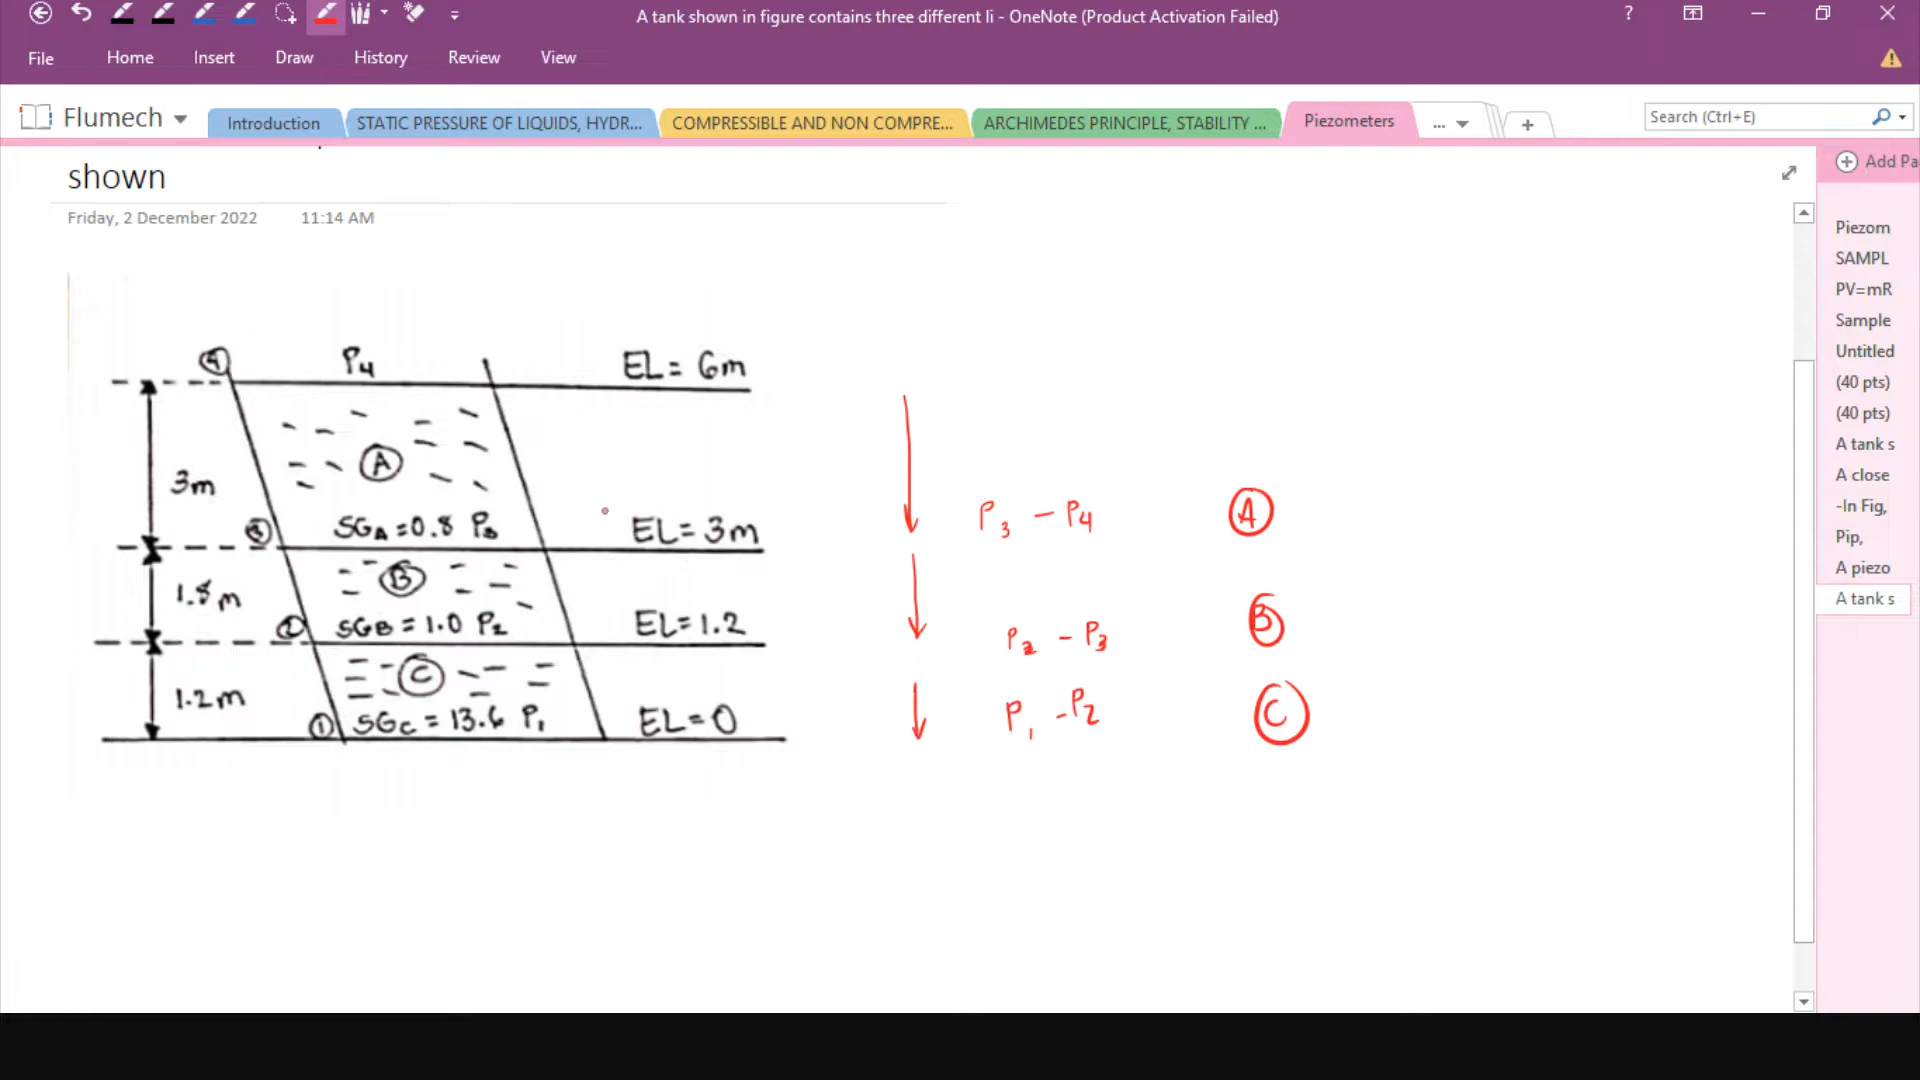 A tank shown in figure contains three different li - OneNote (Product Activation Failed)
?
File Home Insert Draw History Review View
Flumech Introduction STATIC PRESSURE OF LIQUIDS, HYDR... COMPRESSIBLE AND NON COMPRE... ARCHIMEDES PRINCIPLE, STABILITY ... Piezometers ... + Search (Ctrl+E)
shown
Friday, 2 December 2022 11:14 AM
4 P4 EL= 6m
A
3m
3 SGA=0.8 P3 EL= 3m
B
1.8m
2 SGB = 1.0 P2 EL=1.2
C
1.2m
1 SGC = 13.6 P1 EL=0
P3 - P4 A
P2 - P3 B
P1 - P2 C
Add Pa
Piezom
SAMPL
PV=mR
Sample
Untitled
(40 pts)
(40 pts)
A tank s
A close
-In Fig,
Pip,
A piezo
A tank s